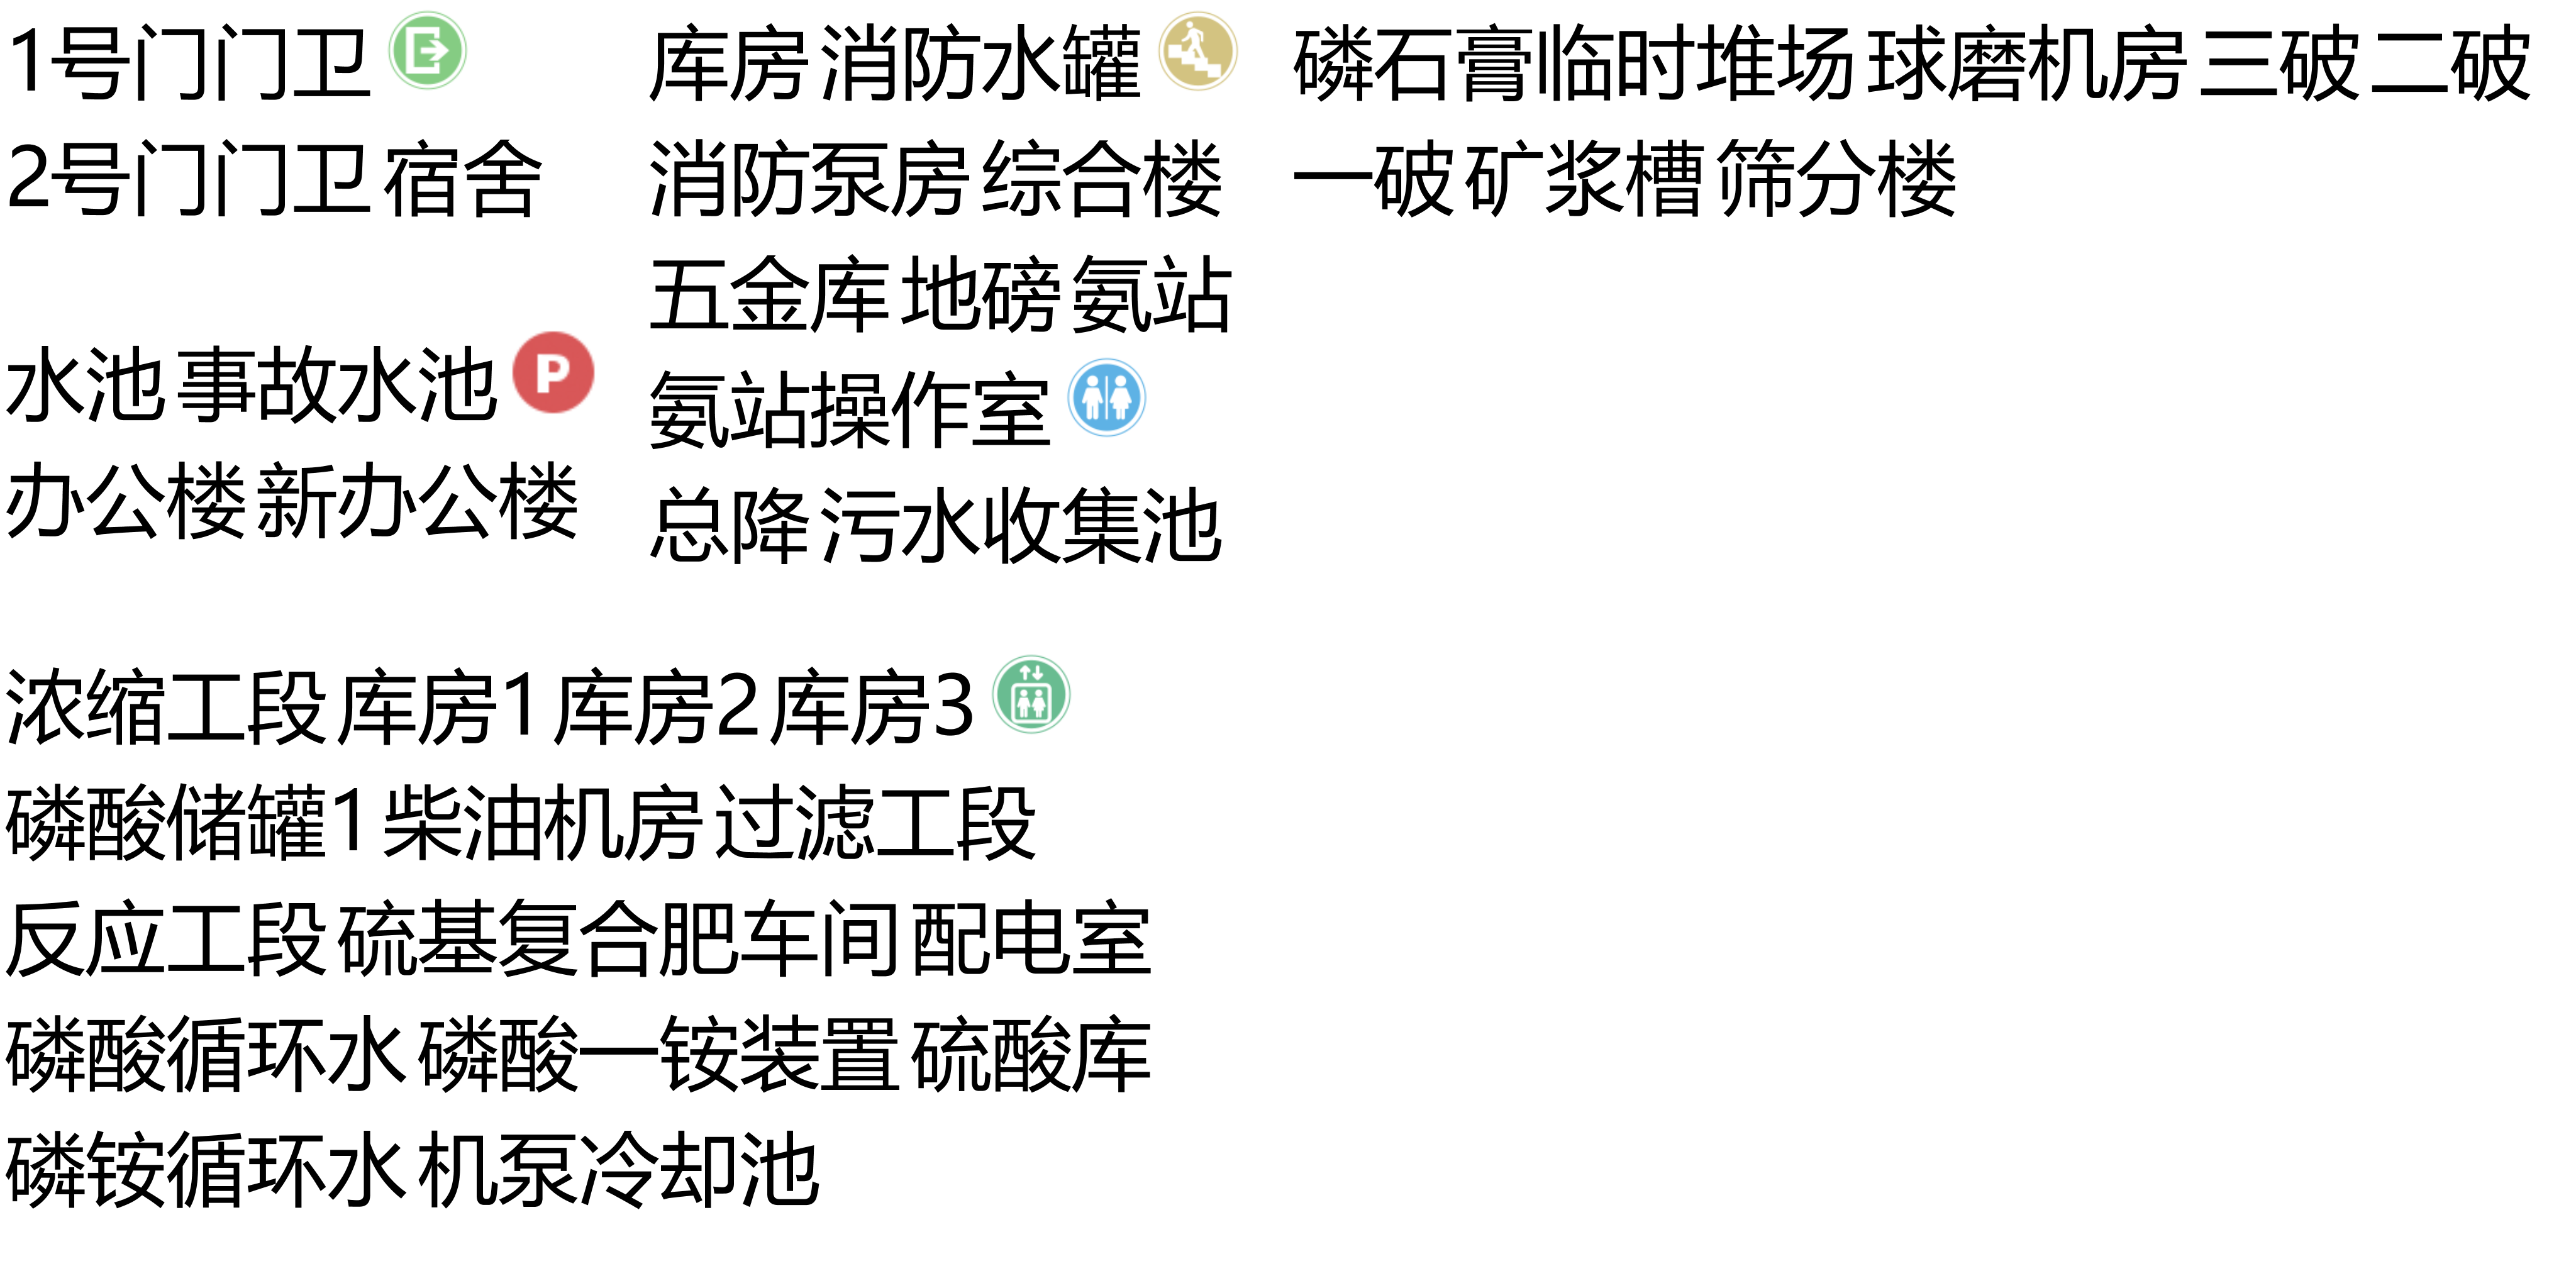 1号门门卫
2号门门卫 宿舍
水池 事故水池 P
办公楼 新办公楼
库房 消防水罐
消防泵房 综合楼
五金库 地磅 氨站
氨站操作室
总降 污水收集池
磷石膏临时堆场 球磨机房 三破 二破
一破 矿浆槽 筛分楼
浓缩工段 库房1 库房2 库房3
磷酸储罐1 柴油机房 过滤工段
反应工段 硫基复合肥车间 配电室
磷酸循环水 磷酸一铵装置 硫酸库
磷铵循环水 机泵冷却池